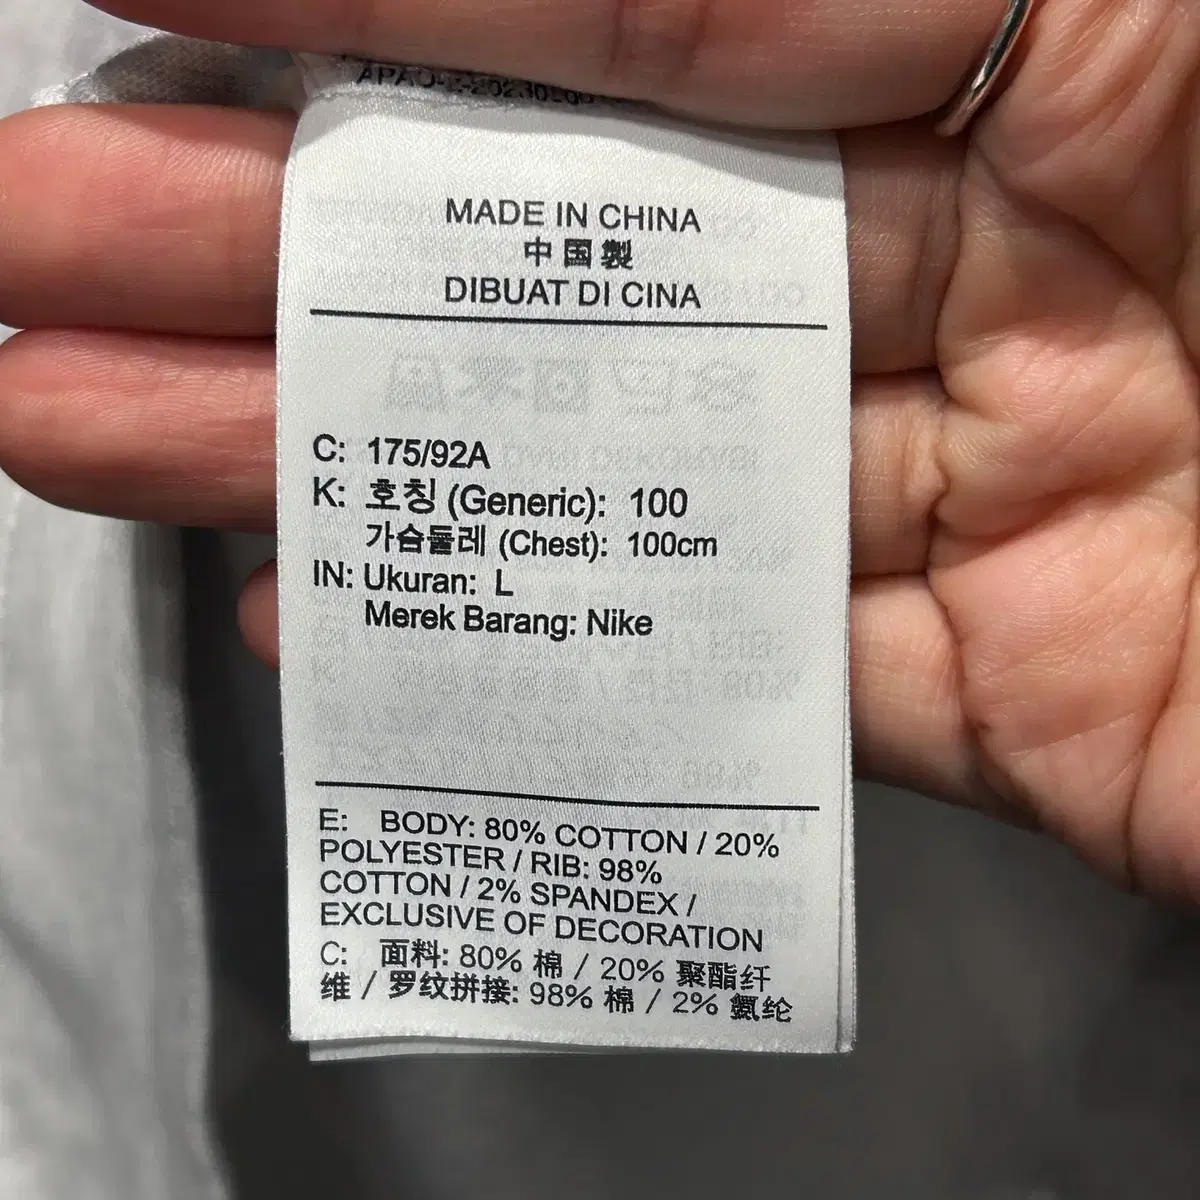 MADE IN CHINA
中国製
DIBUAT DI CINA
C: 175/92A
K: 호칭 (Generic): 100
가슴둘레 (Chest): 100cm
IN: Ukuran: L
Merek Barang: Nike
E: BODY: 80% COTTON / 20%
POLYESTER / RIB: 98%
COTTON / 2% SPANDEX /
EXCLUSIVE OF DECORATION
C: 面料: 80% 棉 / 20% 聚酯纤
维 / 罗纹拼接: 98% 棉 / 2% 氨纶